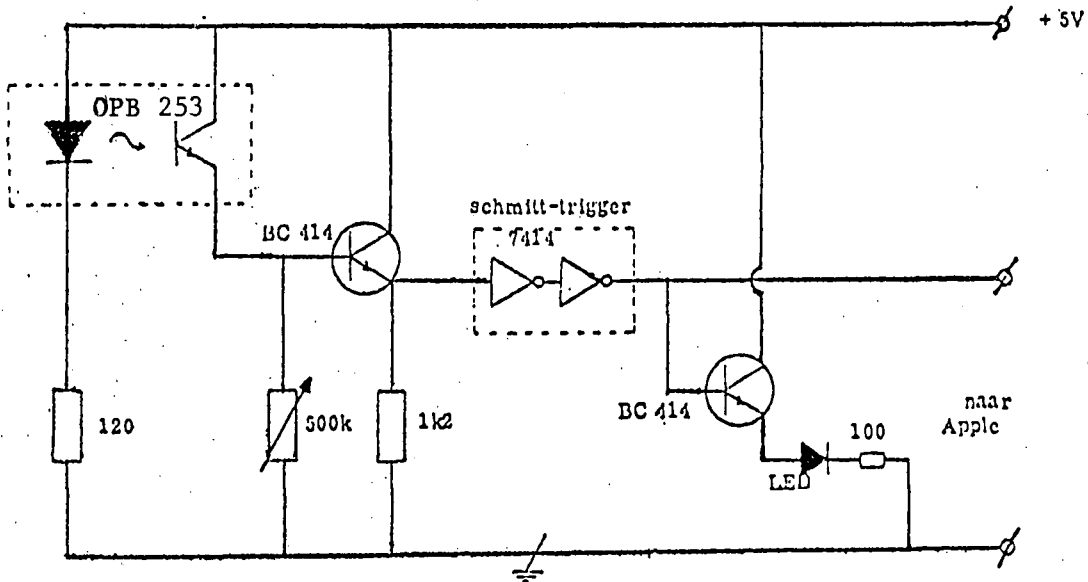 + 5V
OPB 253
schmitt-trigger
7414
BC 414
120
500k
1k2
BC 414
100
LED
naar
Apple